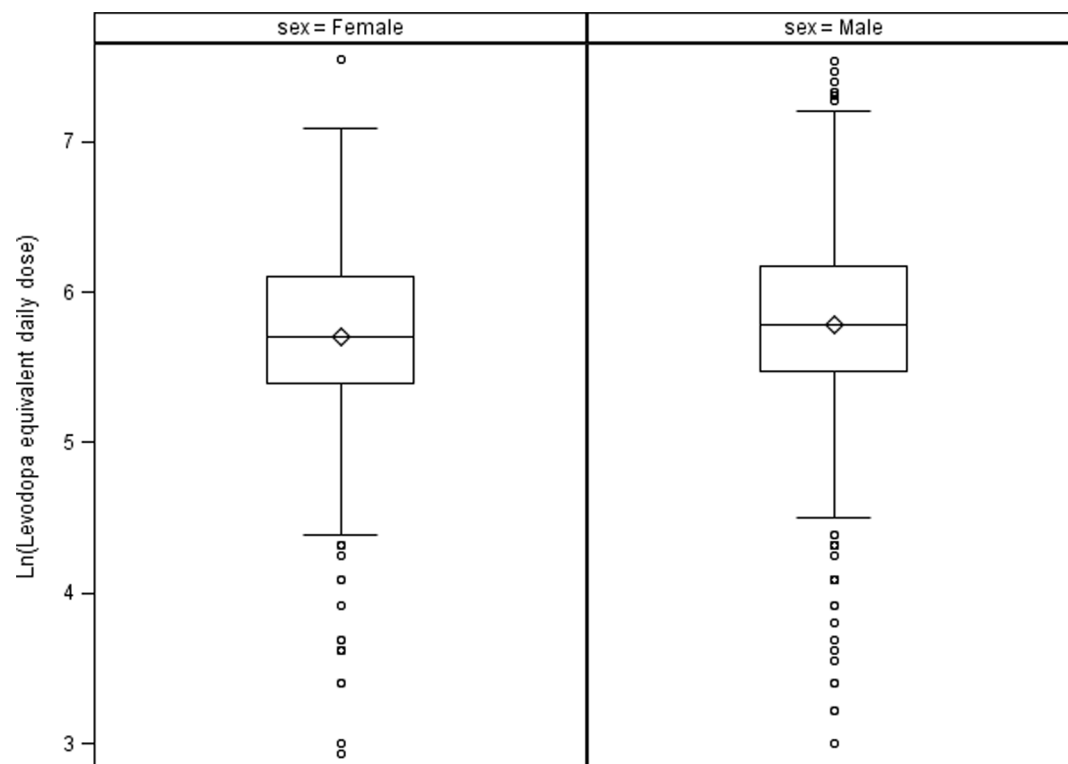 sex = Female
sex = Male
Ln(Levodopa equivalent daily dose)
7
6
5
4
3